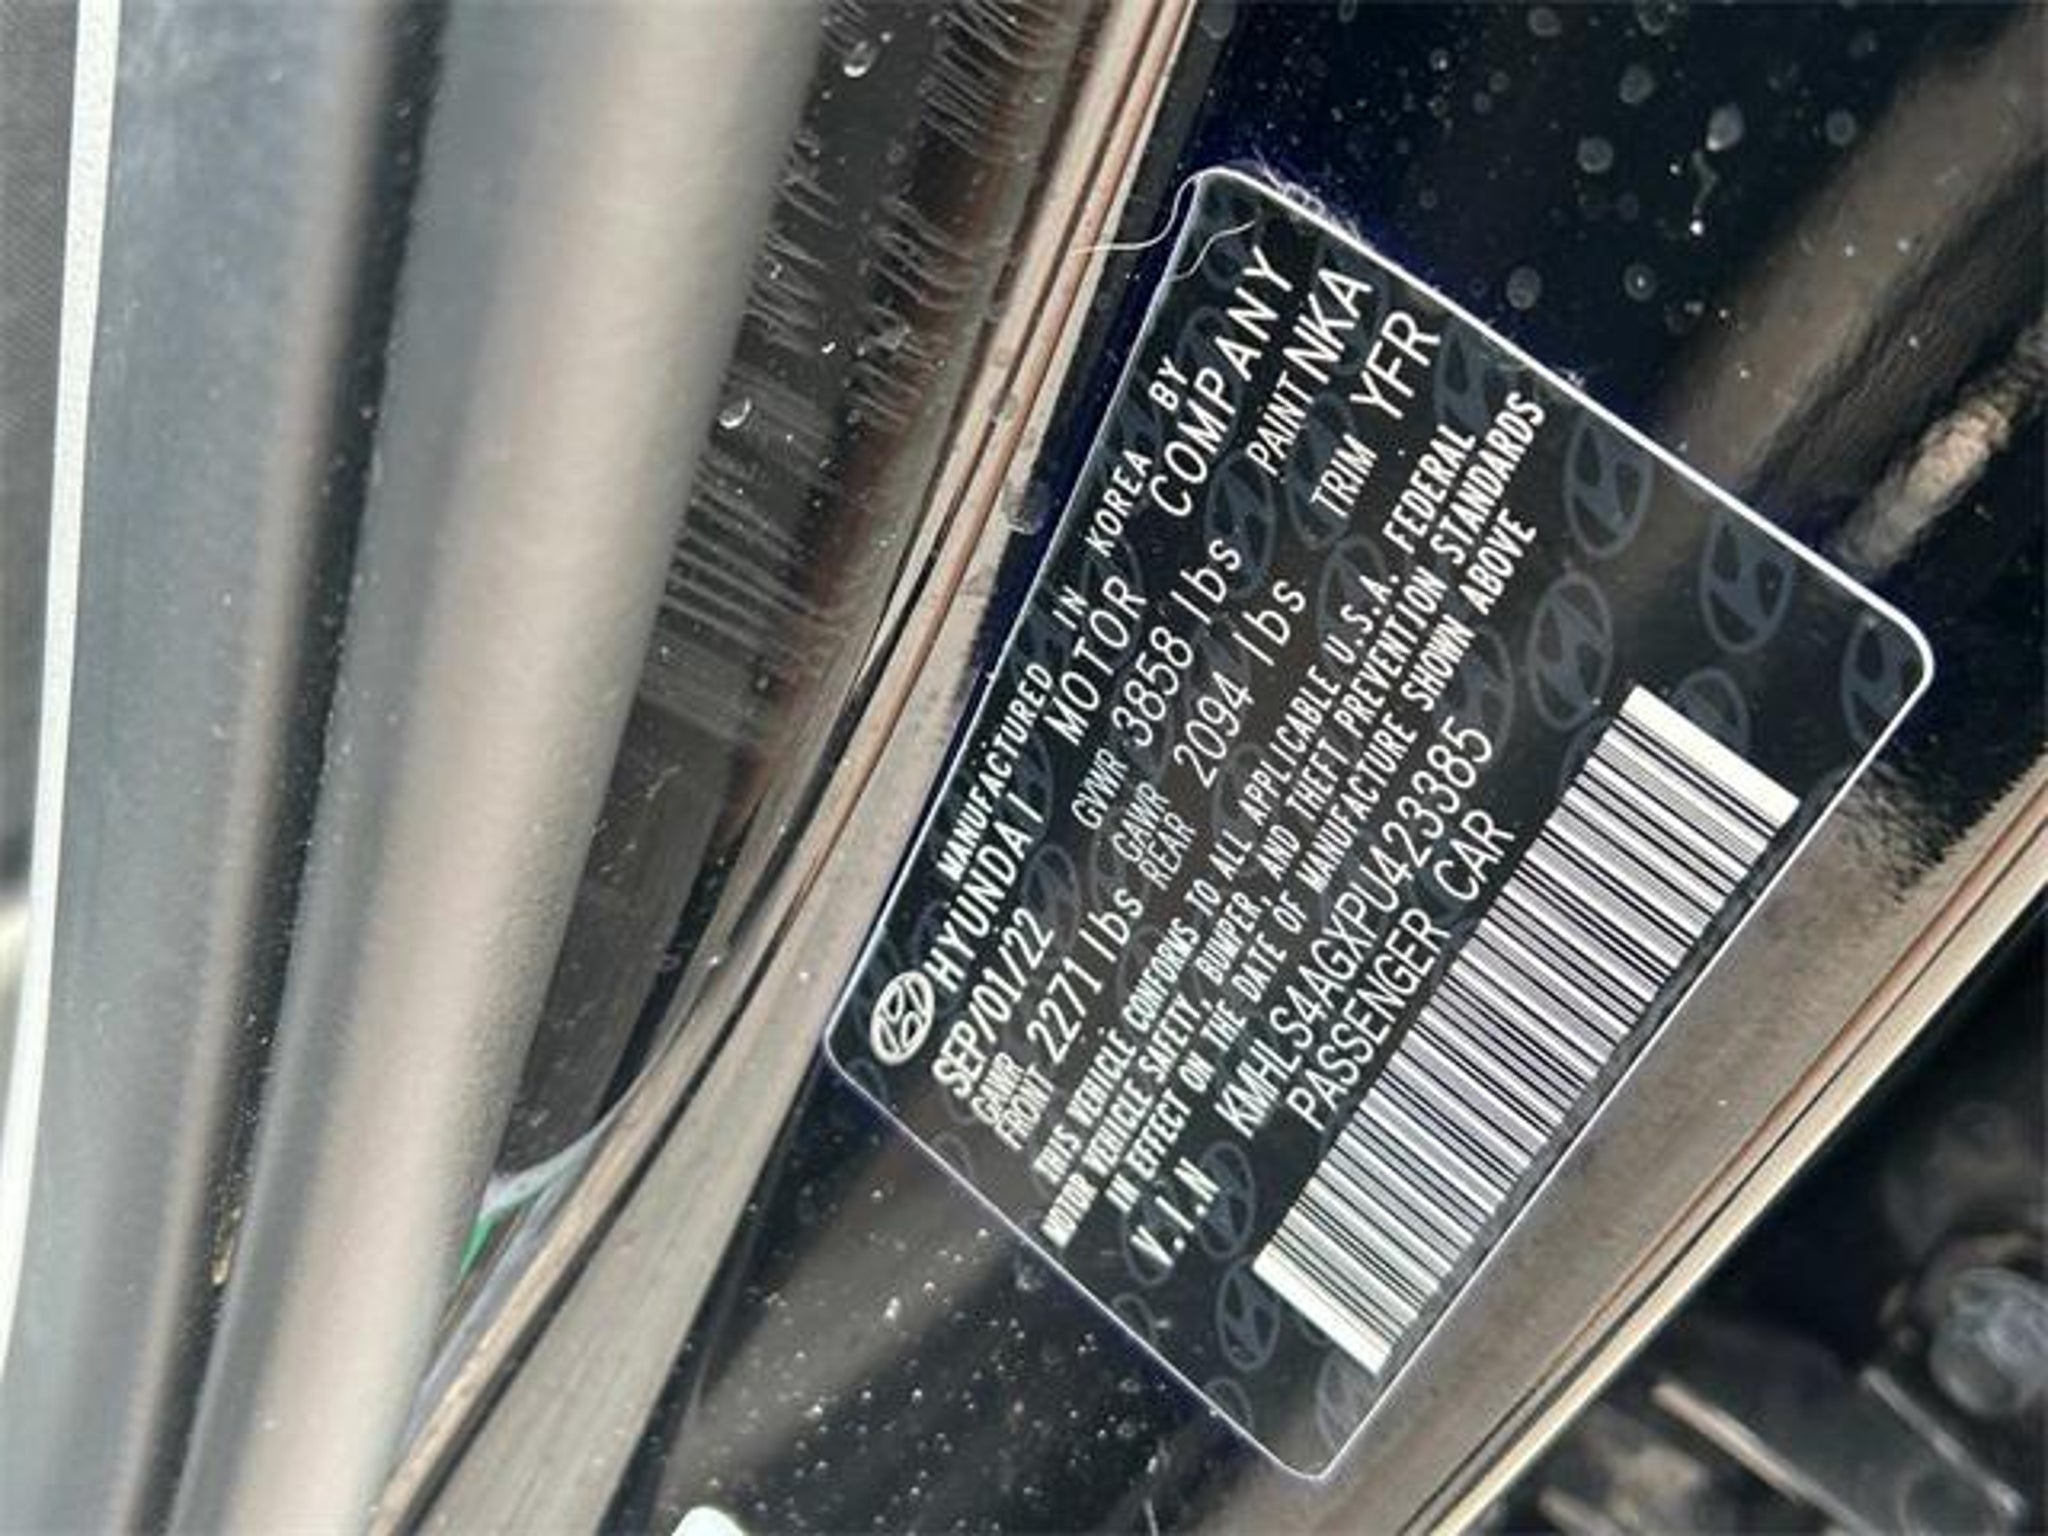 MANUFACTURED IN KOREA BY
HYUNDAI MOTOR COMPANY
SEP/01/22 GVWR 3858 lbs PAINT NKA
GAWR FRONT 2271 lbs GAWR REAR 2094 lbs TRIM YFR
THIS VEHICLE CONFORMS TO ALL APPLICABLE U.S.A. FEDERAL
MOTOR VEHICLE SAFETY, BUMPER, AND THEFT PREVENTION STANDARDS
IN EFFECT ON THE DATE OF MANUFACTURE SHOWN ABOVE
V.I.N KMHLS4AGXPU423385
PASSENGER CAR